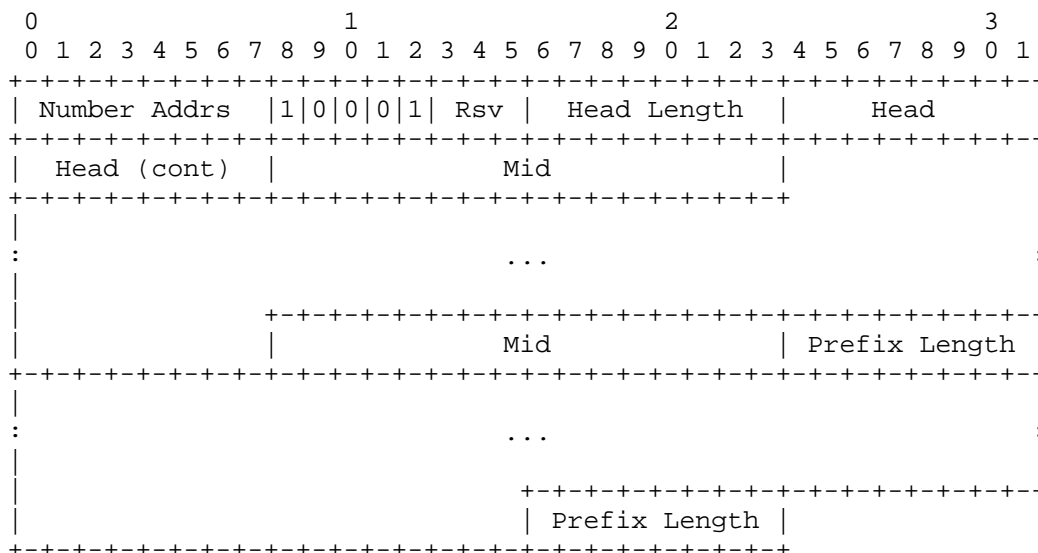 0                   1                   2                   3
0 1 2 3 4 5 6 7 8 9 0 1 2 3 4 5 6 7 8 9 0 1 2 3 4 5 6 7 8 9 0 1
+-+-+-+-+-+-+-+-+-+-+-+-+-+-+-+-+-+-+-+-+-+-+-+-+-+-+-+-+-+-+-+--
| Number Addrs  |1|0|0|0|1| Rsv |  Head Length  |     Head
+-+-+-+-+-+-+-+-+-+-+-+-+-+-+-+-+-+-+-+-+-+-+-+-+-+-+-+-+-+-+-+--
|  Head (cont)  |              Mid              |
+-+-+-+-+-+-+-+-+-+-+-+-+-+-+-+-+-+-+-+-+-+-+-+-+
|
:                              ...                              :
|
|               +-+-+-+-+-+-+-+-+-+-+-+-+-+-+-+-+-+-+-+-+-+-+-+--
|               |              Mid              | Prefix Length
+-+-+-+-+-+-+-+-+-+-+-+-+-+-+-+-+-+-+-+-+-+-+-+-+-+-+-+-+-+-+-+--
|
:                              ...                              :
|
|                               +-+-+-+-+-+-+-+-+-+-+-+-+-+-+-+--
|                               | Prefix Length |
+-+-+-+-+-+-+-+-+-+-+-+-+-+-+-+-+-+-+-+-+-+-+-+-+